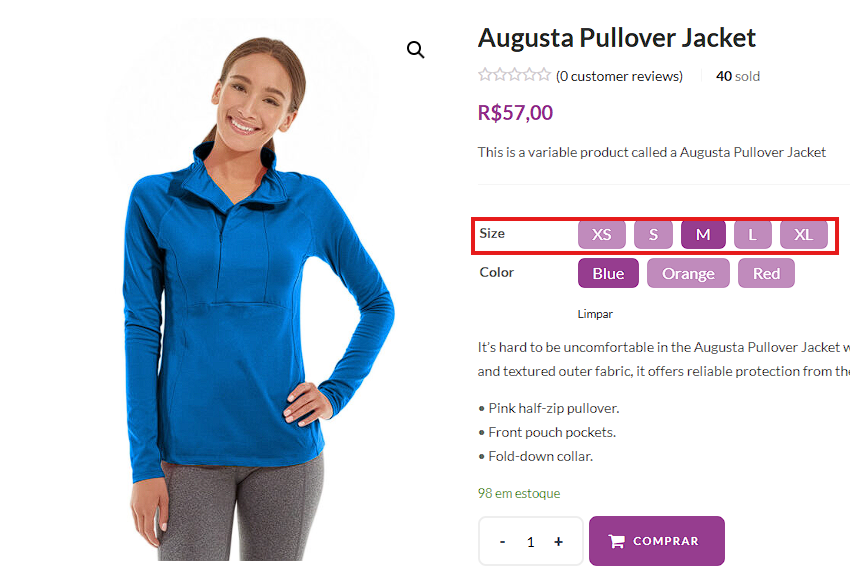 Augusta Pullover Jacket
(0 customer reviews) 40 sold
R$57,00
This is a variable product called a Augusta Pullover Jacket
Size XS S M L XL
Color Blue Orange Red
Limpar
It's hard to be uncomfortable in the Augusta Pullover Jacket
and textured outer fabric, it offers reliable protection from the
• Pink half-zip pullover.
• Front pouch pockets.
• Fold-down collar.
98 em estoque
- 1 + COMPRAR